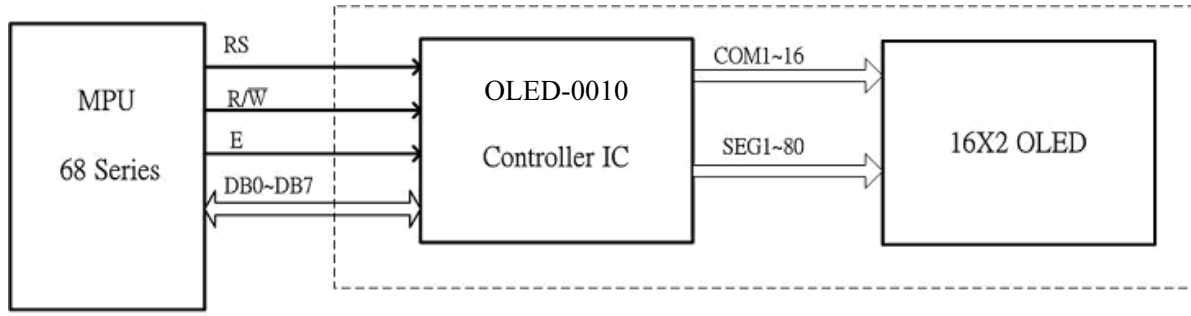 MPU
68 Series
RS
R/W̅
E
DB0~DB7
OLED-0010
Controller IC
COM1~16
SEG1~80
16X2 OLED